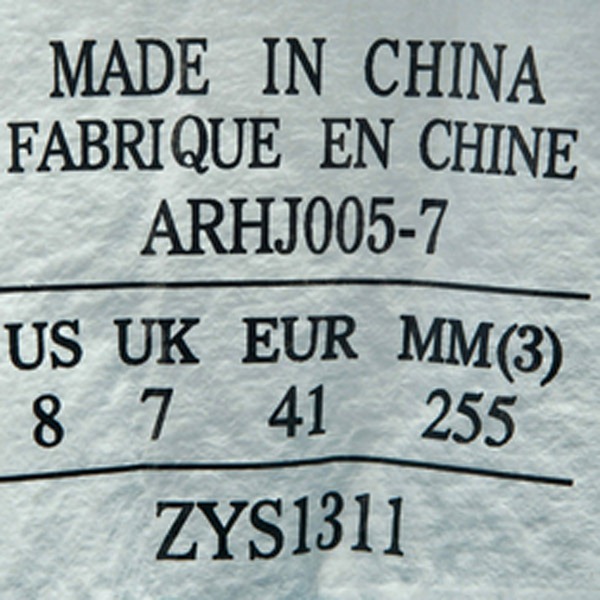 MADE IN CHINA
FABRIQUE EN CHINE
ARHJ005-7
US UK EUR MM(3)
8 7 41 255
ZYS1311